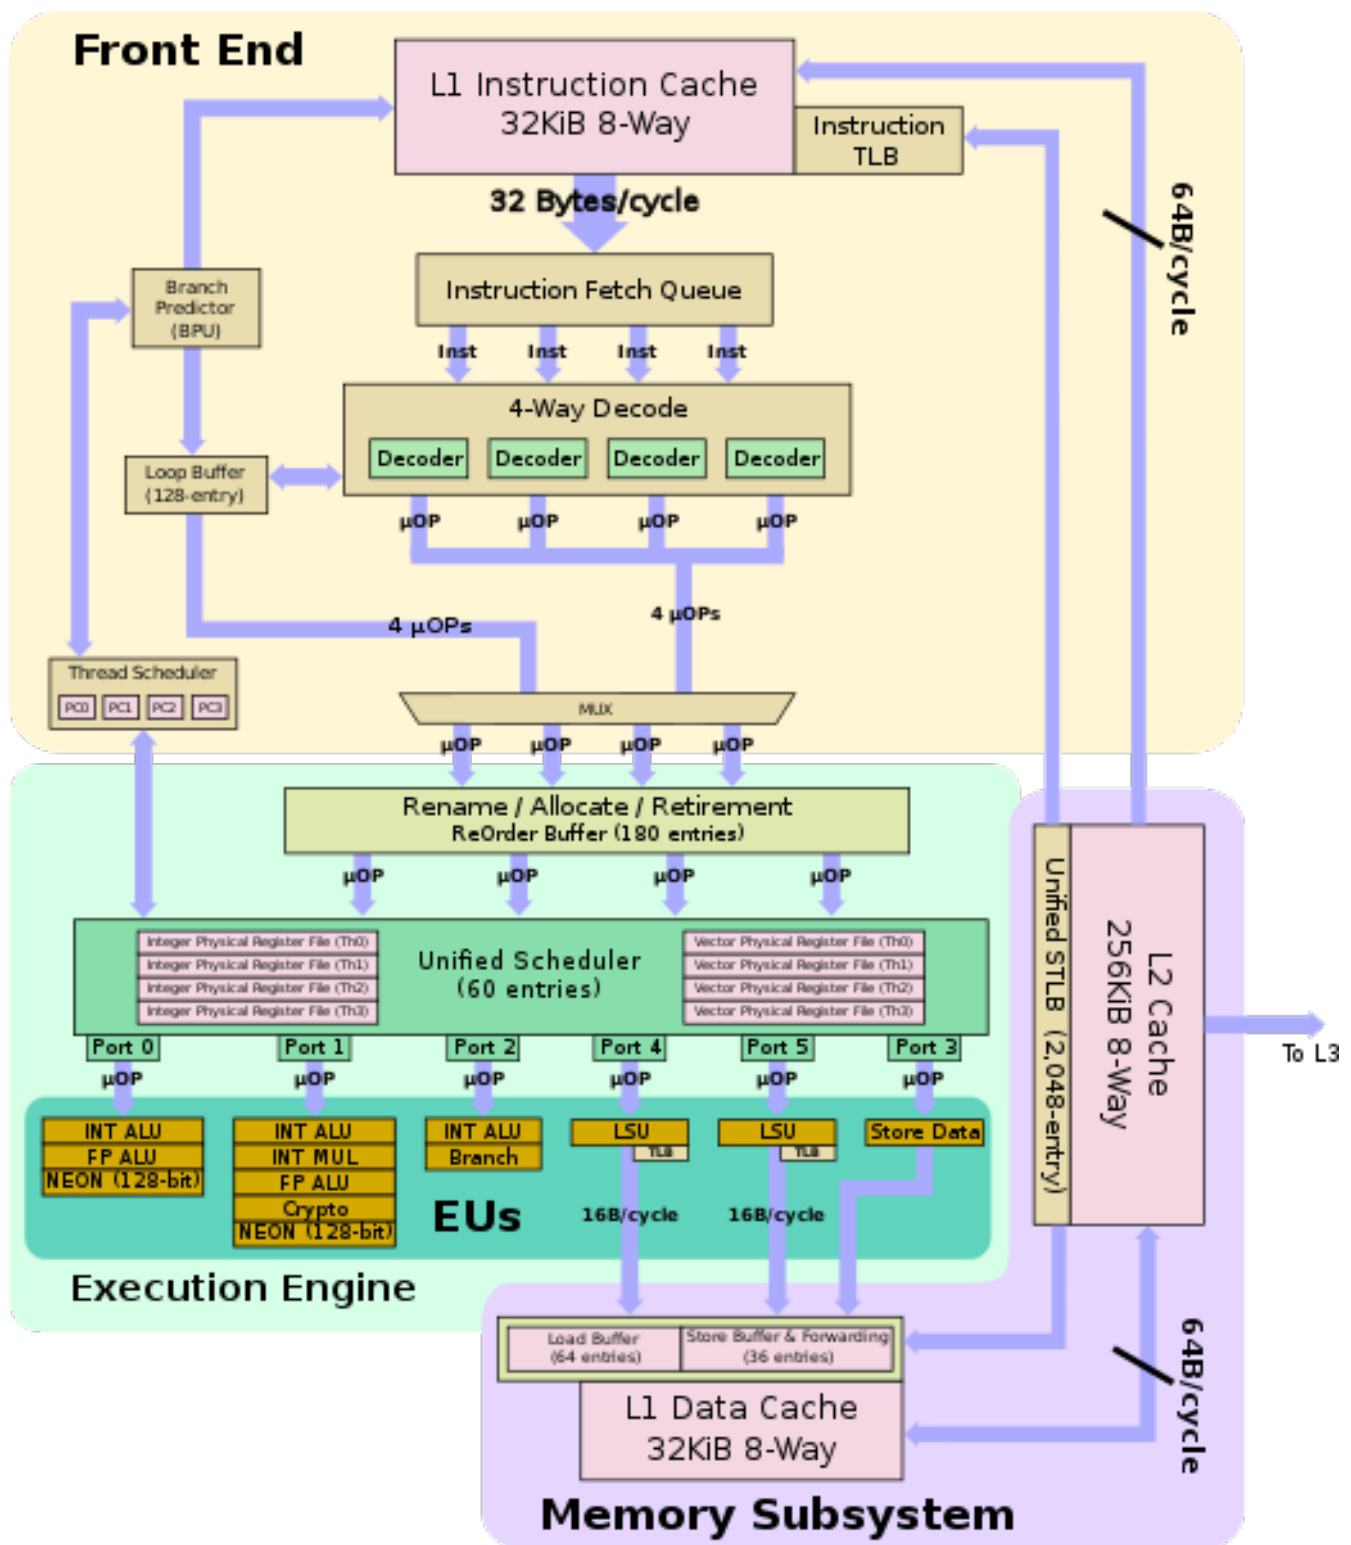 Front End
L1 Instruction Cache
32KiB 8-Way
Instruction
TLB
32 Bytes/cycle
64B/cycle
Branch
Predictor
(BPU)
Instruction Fetch Queue
Inst Inst Inst Inst
4-Way Decode
Decoder Decoder Decoder Decoder
Loop Buffer
(128-entry)
µOP µOP µOP µOP
4 µOPs
4 µOPs
Thread Scheduler
PC0 PC1 PC2 PC3
MUX
µOP µOP µOP µOP
Rename / Allocate / Retirement
ReOrder Buffer (180 entries)
µOP µOP µOP µOP
Integer Physical Register File (Th0)
Integer Physical Register File (Th1)
Integer Physical Register File (Th2)
Integer Physical Register File (Th3)
Unified Scheduler
(60 entries)
Vector Physical Register File (Th0)
Vector Physical Register File (Th1)
Vector Physical Register File (Th2)
Vector Physical Register File (Th3)
Port 0 Port 1 Port 2 Port 4 Port 5 Port 3
µOP µOP µOP µOP µOP µOP
INT ALU
FP ALU
NEON (128-bit)
INT ALU
INT MUL
FP ALU
Crypto
NEON (128-bit)
INT ALU
Branch
LSU
TLB
LSU
TLB
Store Data
EUs
16B/cycle 16B/cycle
Execution Engine
Unified STLB (2,048-entry)
L2 Cache
256KiB 8-Way
To L3
Load Buffer
(64 entries)
Store Buffer & Forwarding
(36 entries)
L1 Data Cache
32KiB 8-Way
64B/cycle
Memory Subsystem